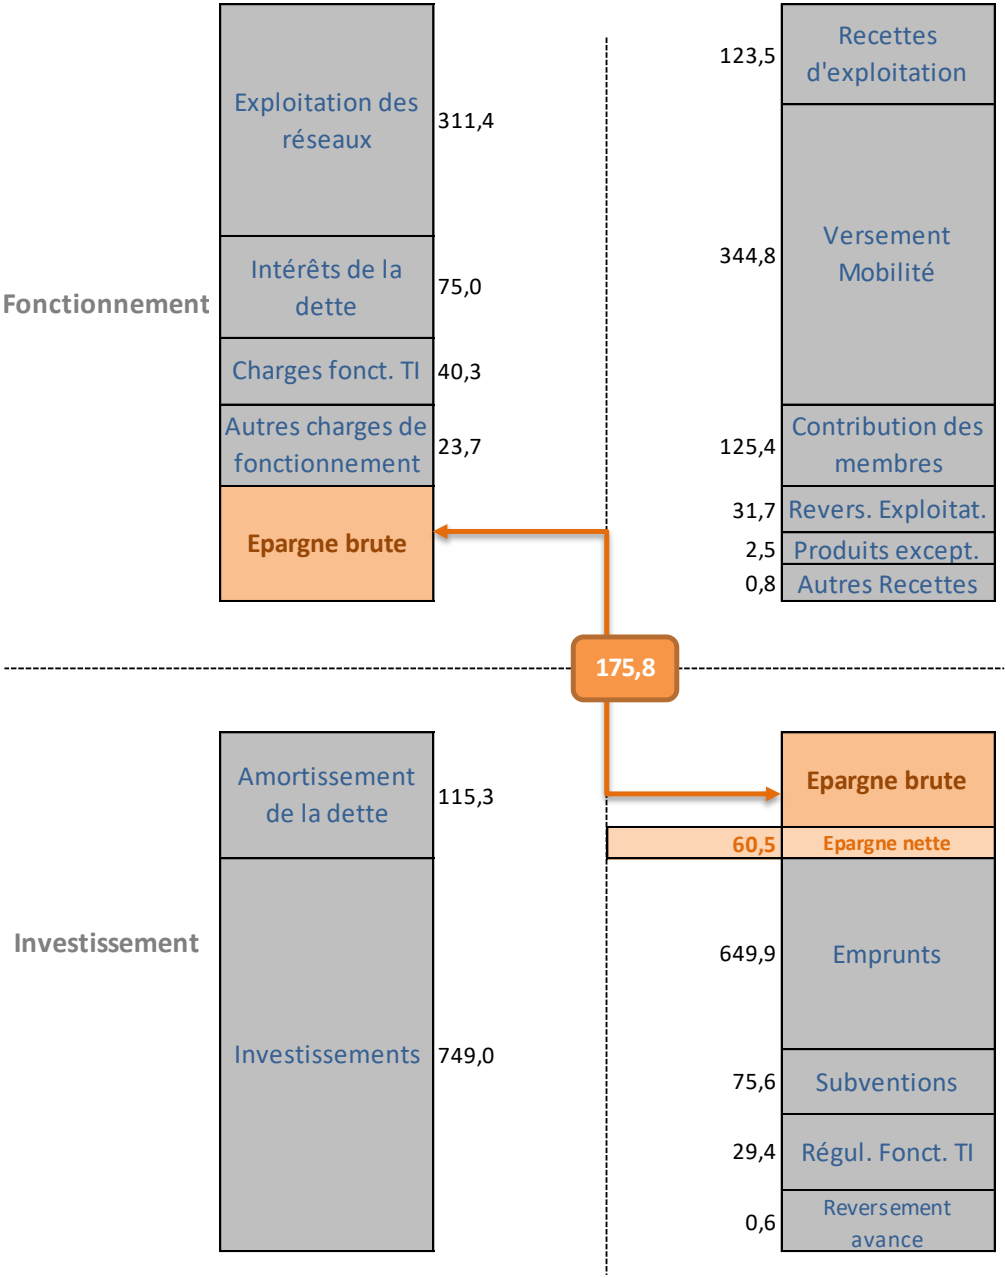 Fonctionnement
Exploitation des
réseaux
311,4
Intérêts de la
dette
75,0
Charges fonct. TI
40,3
Autres charges de
fonctionnement
23,7
Epargne brute
123,5
Recettes
d'exploitation
344,8
Versement
Mobilité
125,4
Contribution des
membres
31,7
Revers. Exploitat.
2,5
Produits except.
0,8
Autres Recettes
175,8
Investissement
Amortissement
de la dette
115,3
Investissements
749,0
Epargne brute
60,5
Epargne nette
649,9
Emprunts
75,6
Subventions
29,4
Régul. Fonct. TI
0,6
Reversement
avance